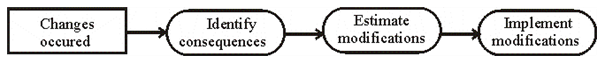 Changes
occured
Identify
consequences
Estimate
modifications
Implement
modifications